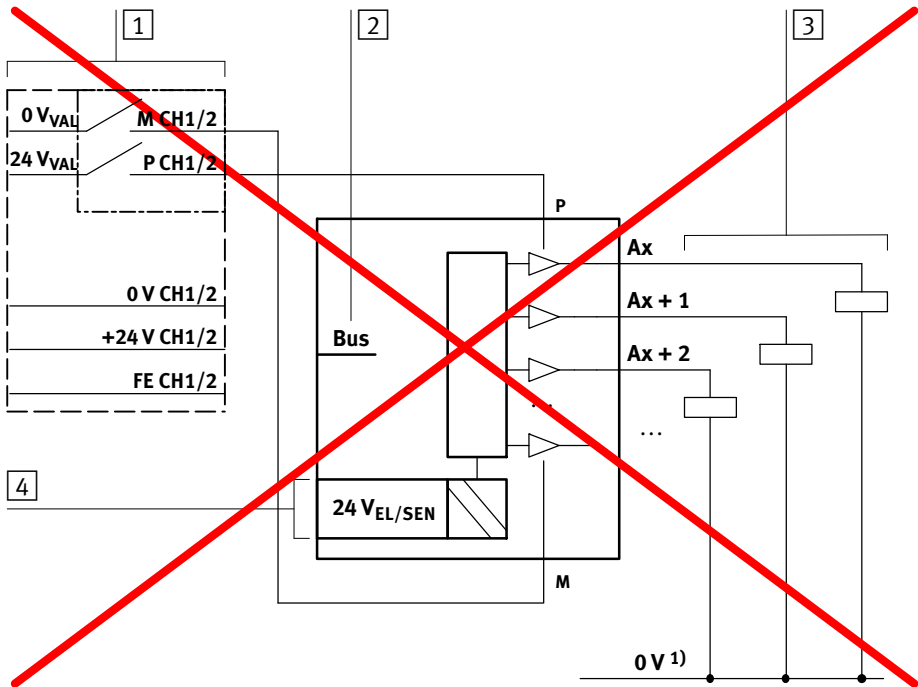 1
2
3
0 VVAL
M CH1/2
24 VVAL
P CH1/2
P
Ax
0 V CH1/2
Ax + 1
+24 V CH1/2
Bus
Ax + 2
FE CH1/2
...
...
4
24 VEL/SEN
M
0 V 1)